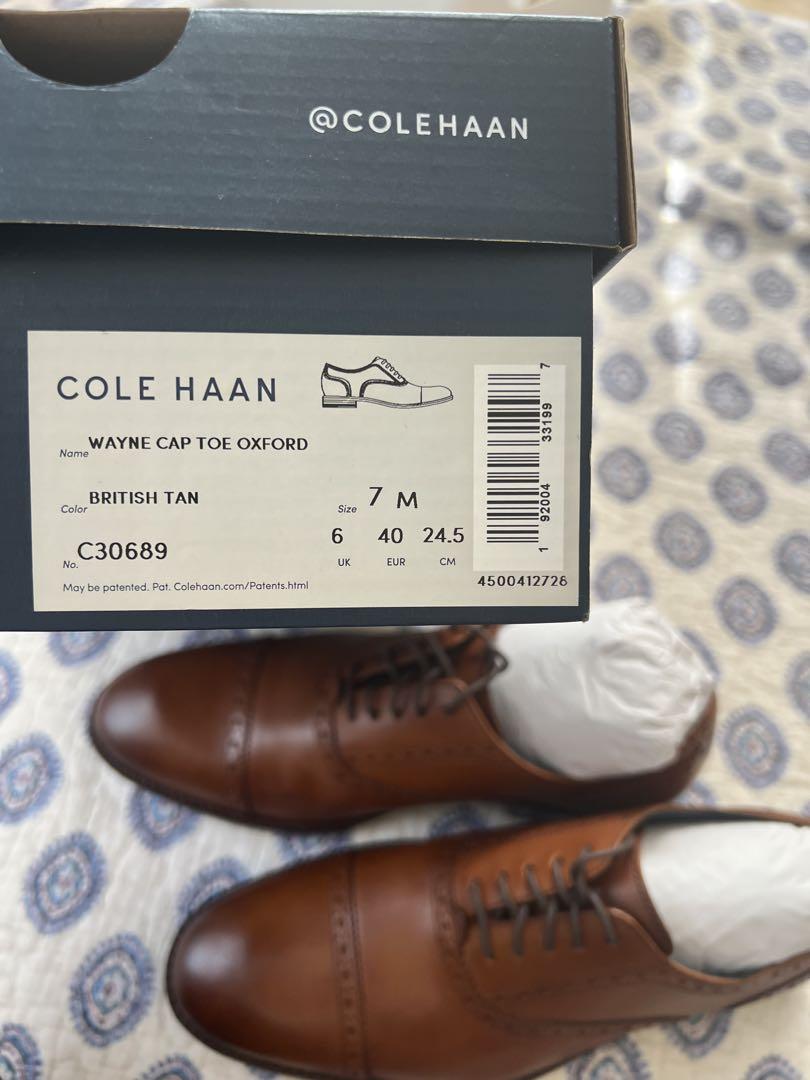 @COLEHAAN
COLE HAAN
Name WAYNE CAP TOE OXFORD
Color BRITISH TAN
Size 7 M
6 40 24.5
UK EUR CM
No. C30689
May be patented. Pat. Colehaan.com/Patents.html
1 92004 33199 7
4500412728